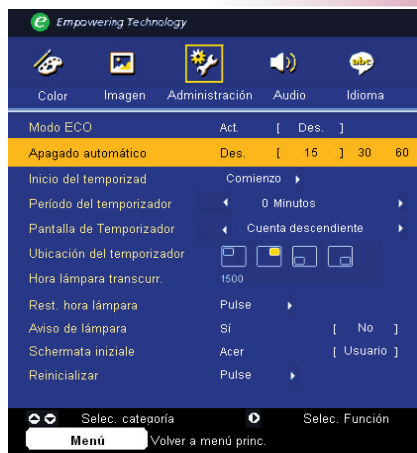 e Empowering Technology
Color Imagen Administración Audio Idioma
abc
Modo ECO Act. [ Des. ]
Apagado automático Des. [ 15 ] 30 60
Inicio del temporizad Comienzo
Período del temporizador 0 Minutos
Pantalla de Temporizador Cuenta descendiente
Ubicación del temporizador
Hora lámpara transcurr. 1500
Rest. hora lámpara Pulse
Aviso de lámpara Sí [ No ]
Schermata iniziale Acer [ Usuario ]
Reinicializar Pulse
Selec. categoría Selec. Función
Menú Volver a menú princ.